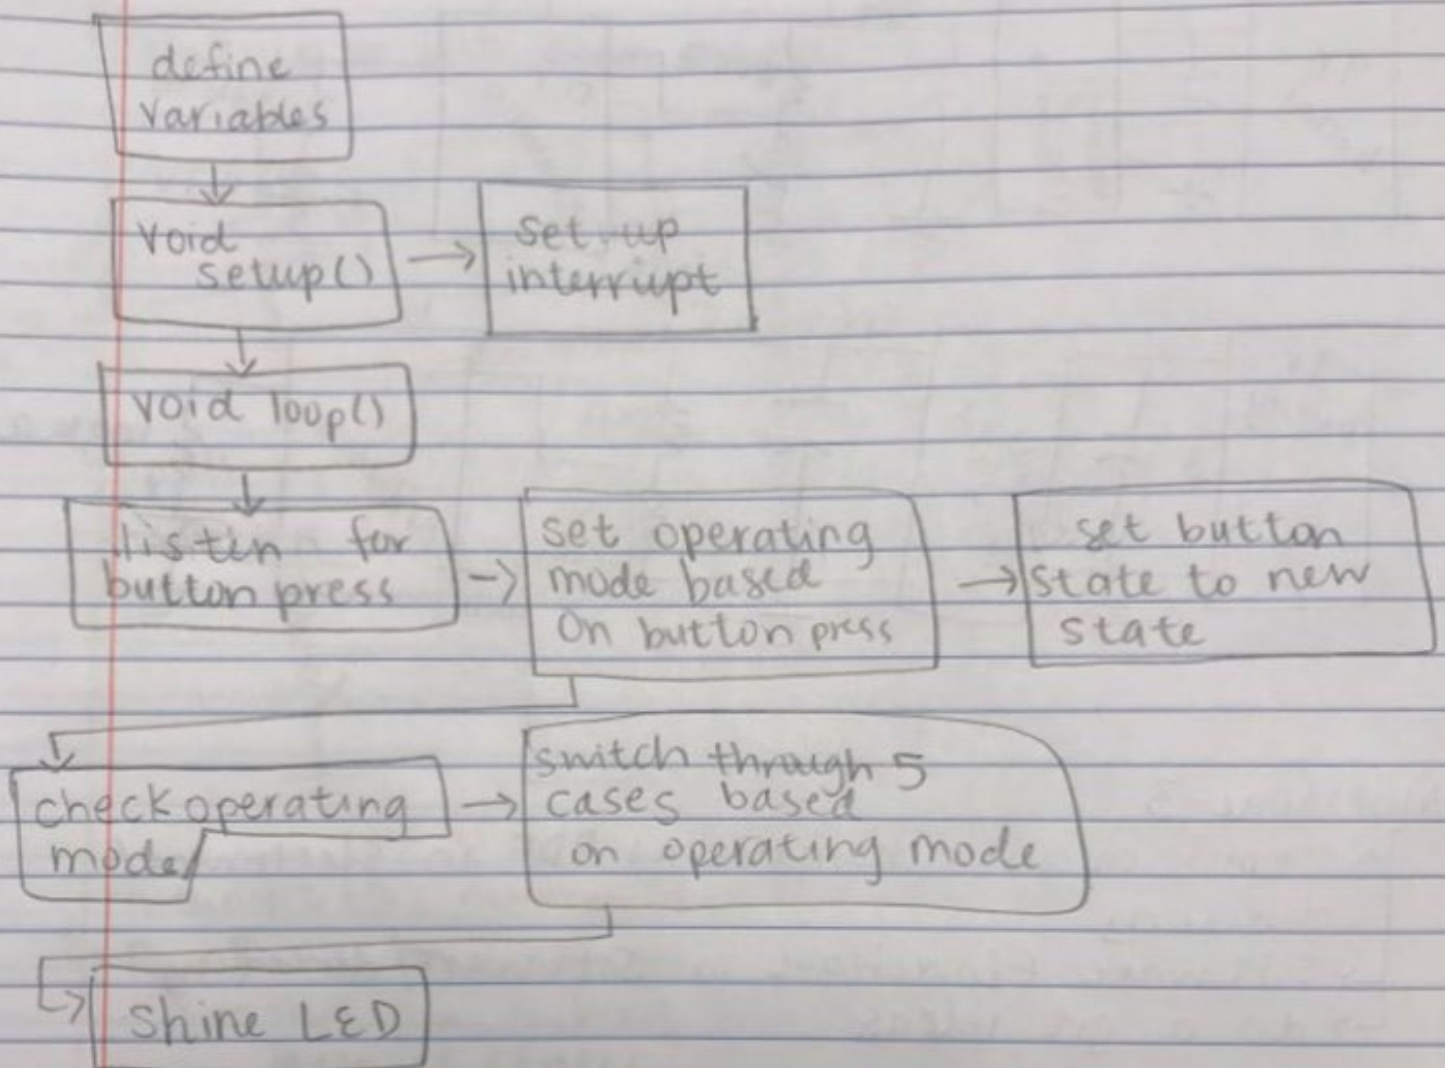 define
variables
void
setup()
set up
interrupt
void loop()
listen for
button press
set operating
mode based
on button press
set button
state to new
state
check operating
mode
switch through 5
cases based
on operating mode
Shine LED